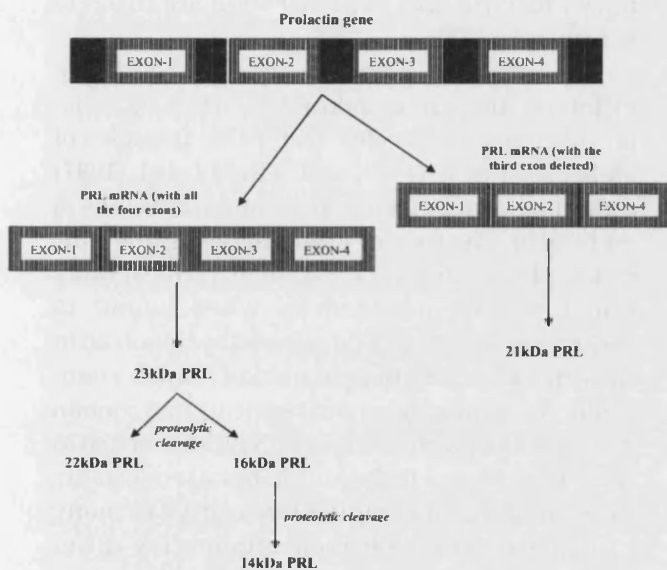 Prolactin gene
EXON-1 EXON-2 EXON-3 EXON-4
PRL mRNA (with all
the four exons)
EXON-1 EXON-2 EXON-3 EXON-4
PRL mRNA (with the
third exon deleted)
EXON-1 EXON-2 EXON-4
23kDa PRL
21kDa PRL
proteolytic
cleavage
22kDa PRL 16kDa PRL
proteolytic cleavage
14kDa PRL